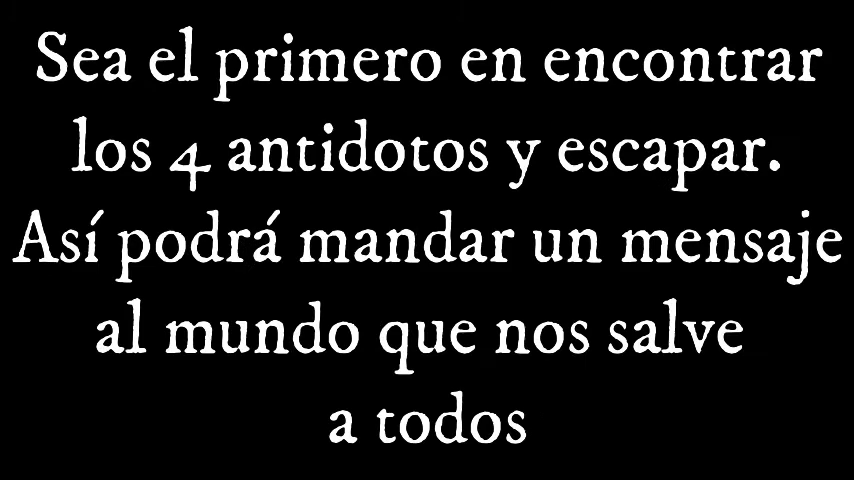 Sea el primero en encontrar
los 4 antidotos y escapar.
Así podrá mandar un mensaje
al mundo que nos salve
a todos